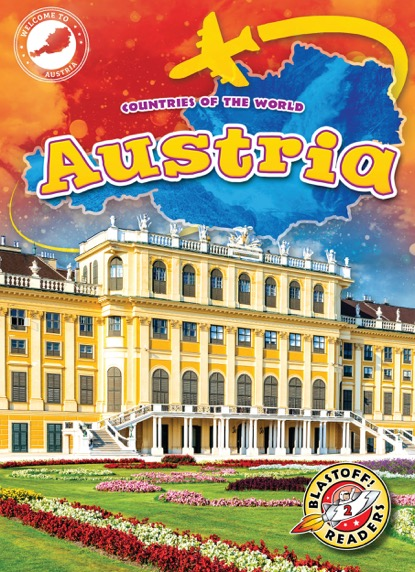 WELCOME TO
AUSTRIA
COUNTRIES OF THE WORLD
Austria
BLASTOFF!
2
READERS